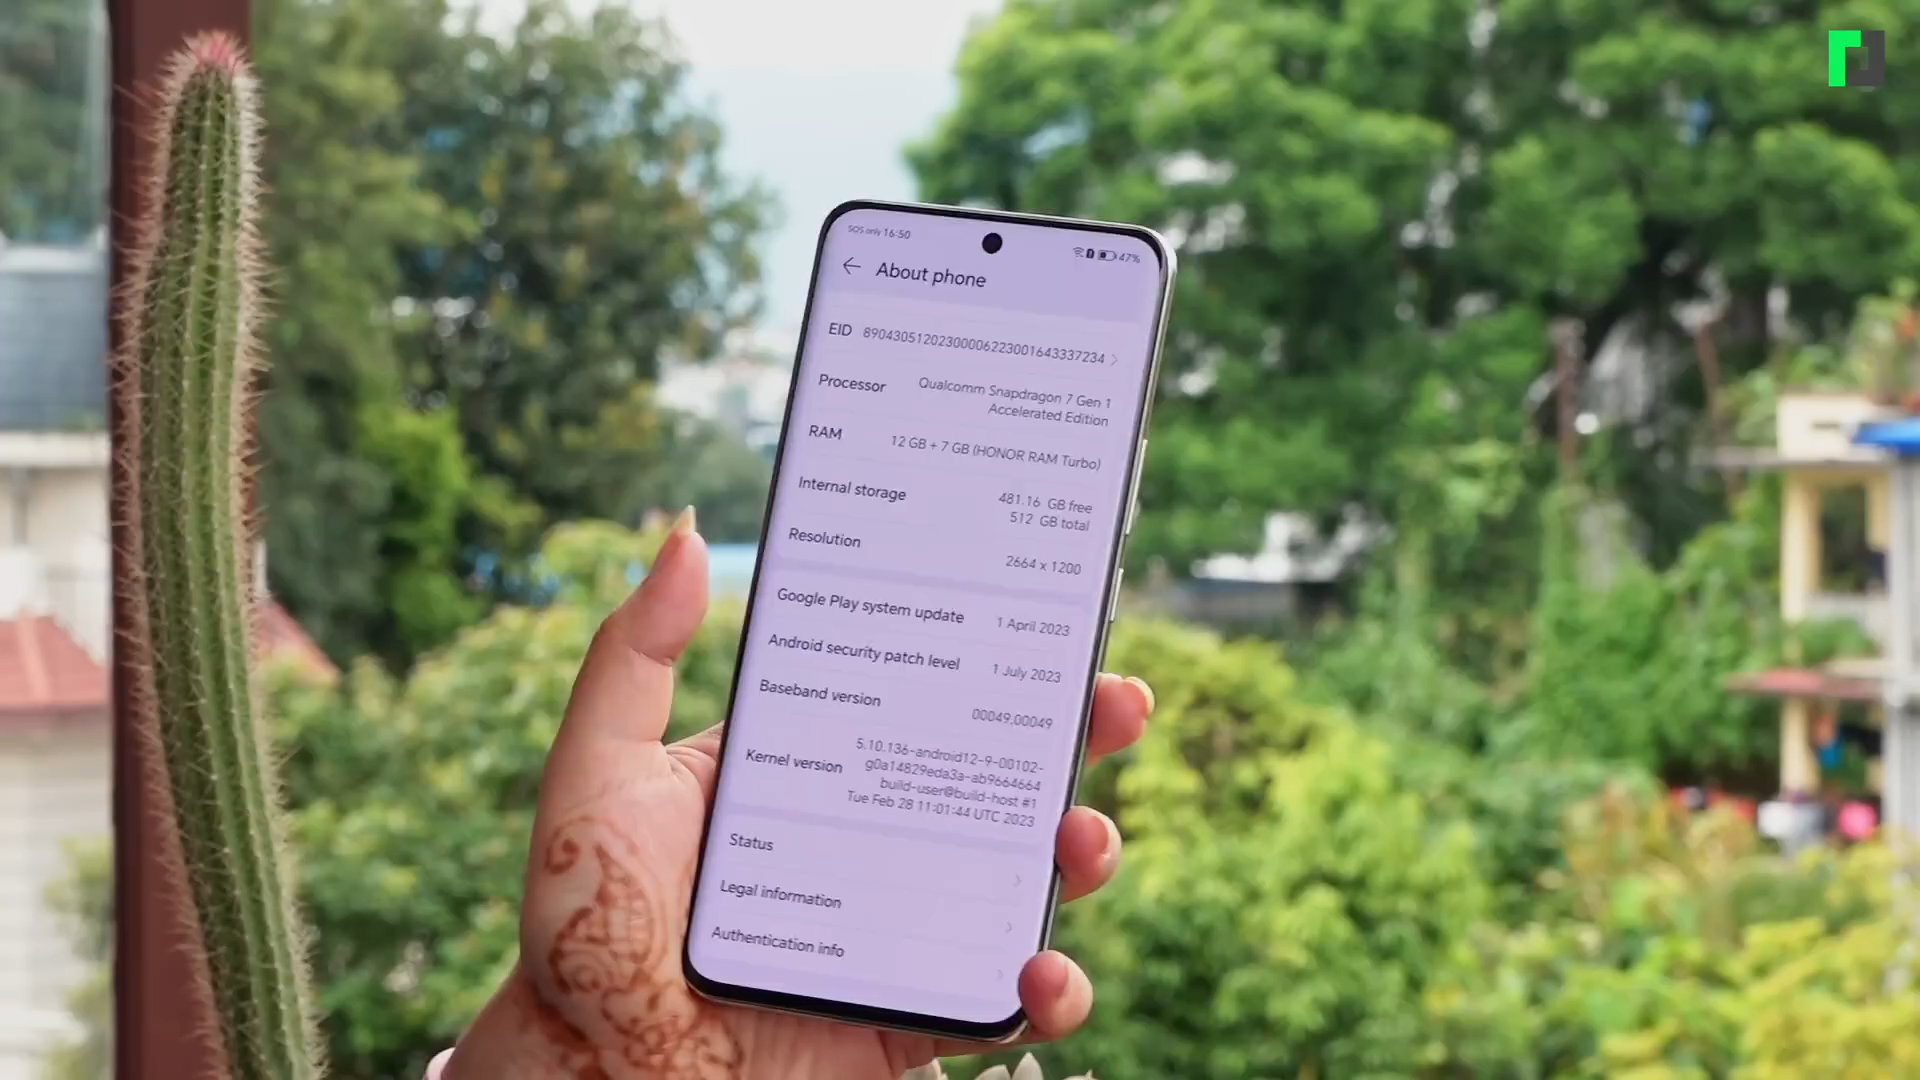 SOS only 16:50
47%
About phone
EID 89043051202300006223001643337234
Processor Qualcomm Snapdragon 7 Gen 1
Accelerated Edition
RAM 12 GB + 7 GB (HONOR RAM Turbo)
Internal storage 481.16 GB free
512 GB total
Resolution 2664 x 1200
Google Play system update 1 April 2023
Android security patch level 1 July 2023
Baseband version 00049,00049
Kernel version 5.10.136-android12-9-00102-
g0a14829eda3a-ab9664664
build-user@build-host #1
Tue Feb 28 11:01:44 UTC 2023
Status
Legal information
Authentication info